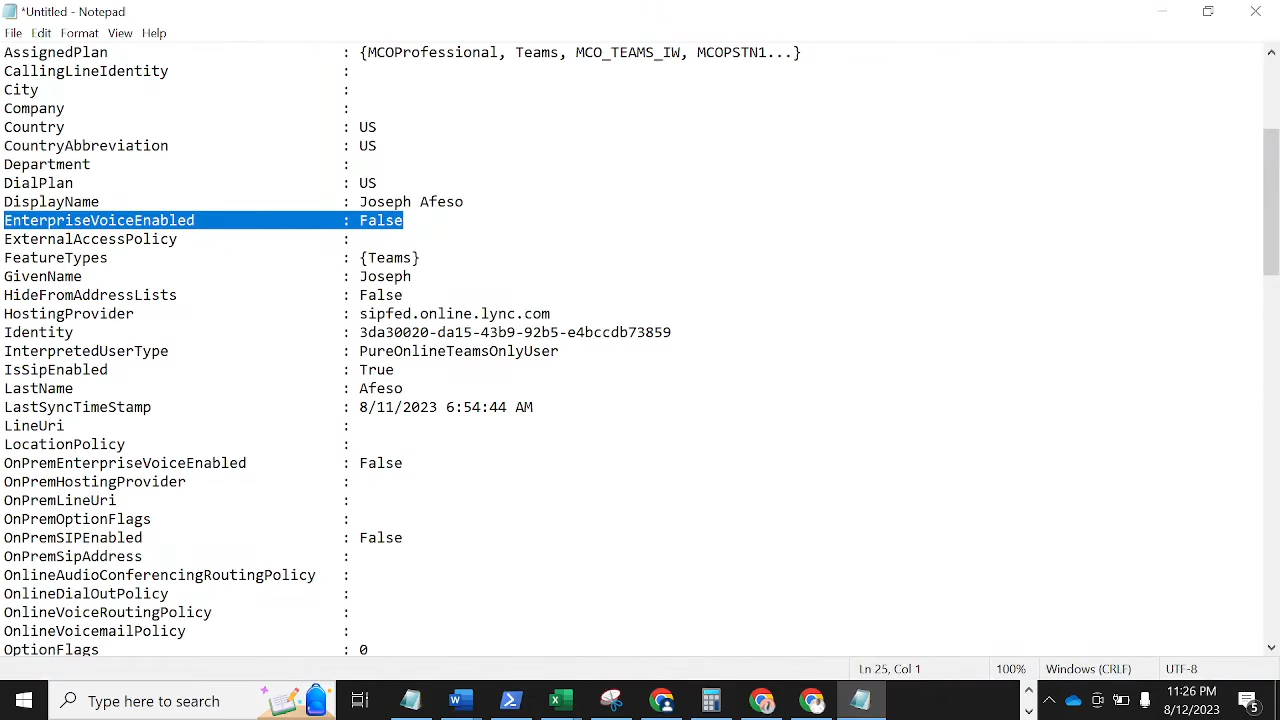 *Untitled - Notepad
File Edit Format View Help
AssignedPlan : {MCOProfessional, Teams, MCO_TEAMS_IW, MCOPSTN1...}
CallingLineIdentity :
City :
Company :
Country : US
CountryAbbreviation : US
Department :
DialPlan : US
DisplayName : Joseph Afeso
EnterpriseVoiceEnabled : False
ExternalAccessPolicy :
FeatureTypes : {Teams}
GivenName : Joseph
HideFromAddressLists : False
HostingProvider : sipfed.online.lync.com
Identity : 3da30020-da15-43b9-92b5-e4bccdb73859
InterpretedUserType : PureOnlineTeamsOnlyUser
IsSipEnabled : True
LastName : Afeso
LastSyncTimeStamp : 8/11/2023 6:54:44 AM
LineUri :
LocationPolicy :
OnPremEnterpriseVoiceEnabled : False
OnPremHostingProvider :
OnPremLineUri :
OnPremOptionFlags :
OnPremSIPEnabled : False
OnPremSipAddress :
OnlineAudioConferencingRoutingPolicy :
OnlineDialOutPolicy :
OnlineVoiceRoutingPolicy :
OnlineVoicemailPolicy :
OptionFlags : 0
Ln 25, Col 1 100% Windows (CRLF) UTF-8
Type here to search
11:26 PM
8/12/2023
5